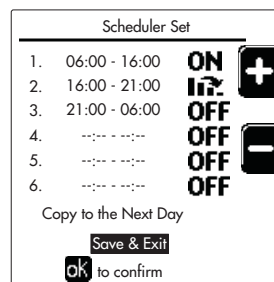 Scheduler Set
1. 06:00 - 16:00 ON
2. 16:00 - 21:00
3. 21:00 - 06:00 OFF
4. --:-- - --:-- OFF
5. --:-- - --:-- OFF
6. --:-- - --:-- OFF
Copy to the Next Day
Save & Exit
ok to confirm